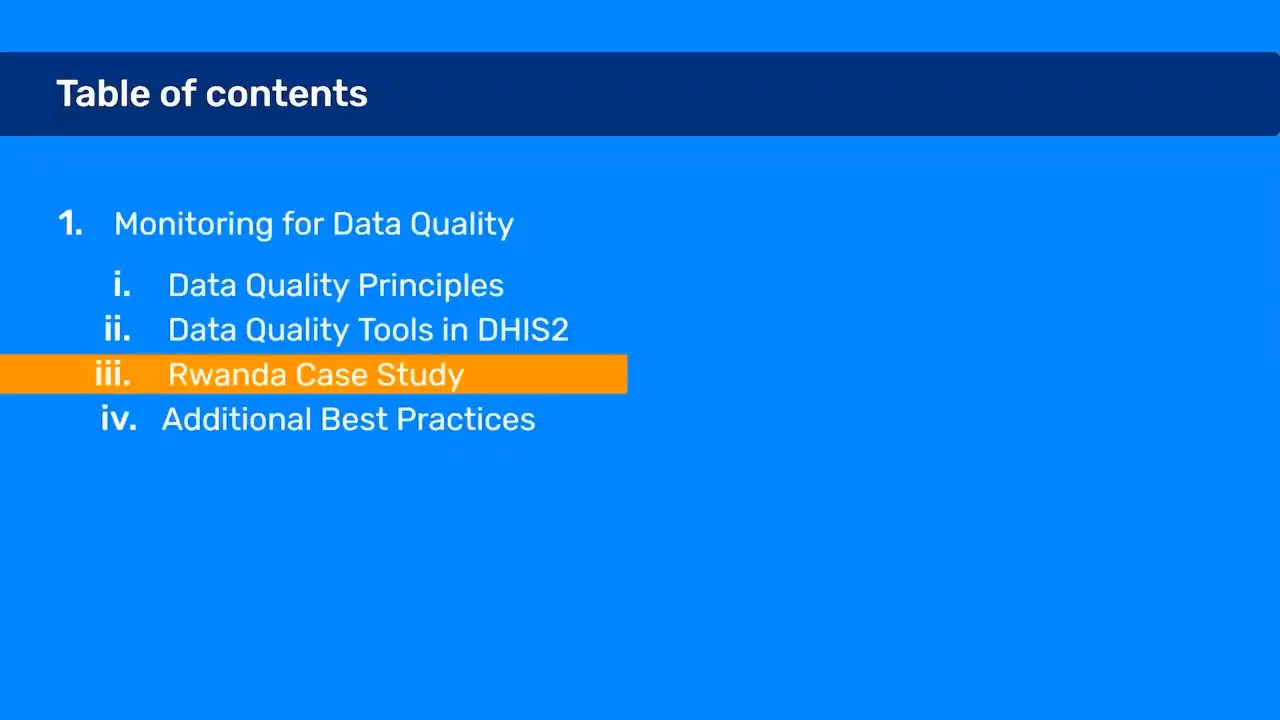 Table of contents
1. Monitoring for Data Quality
i. Data Quality Principles
ii. Data Quality Tools in DHIS2
iii. Rwanda Case Study
iv. Additional Best Practices